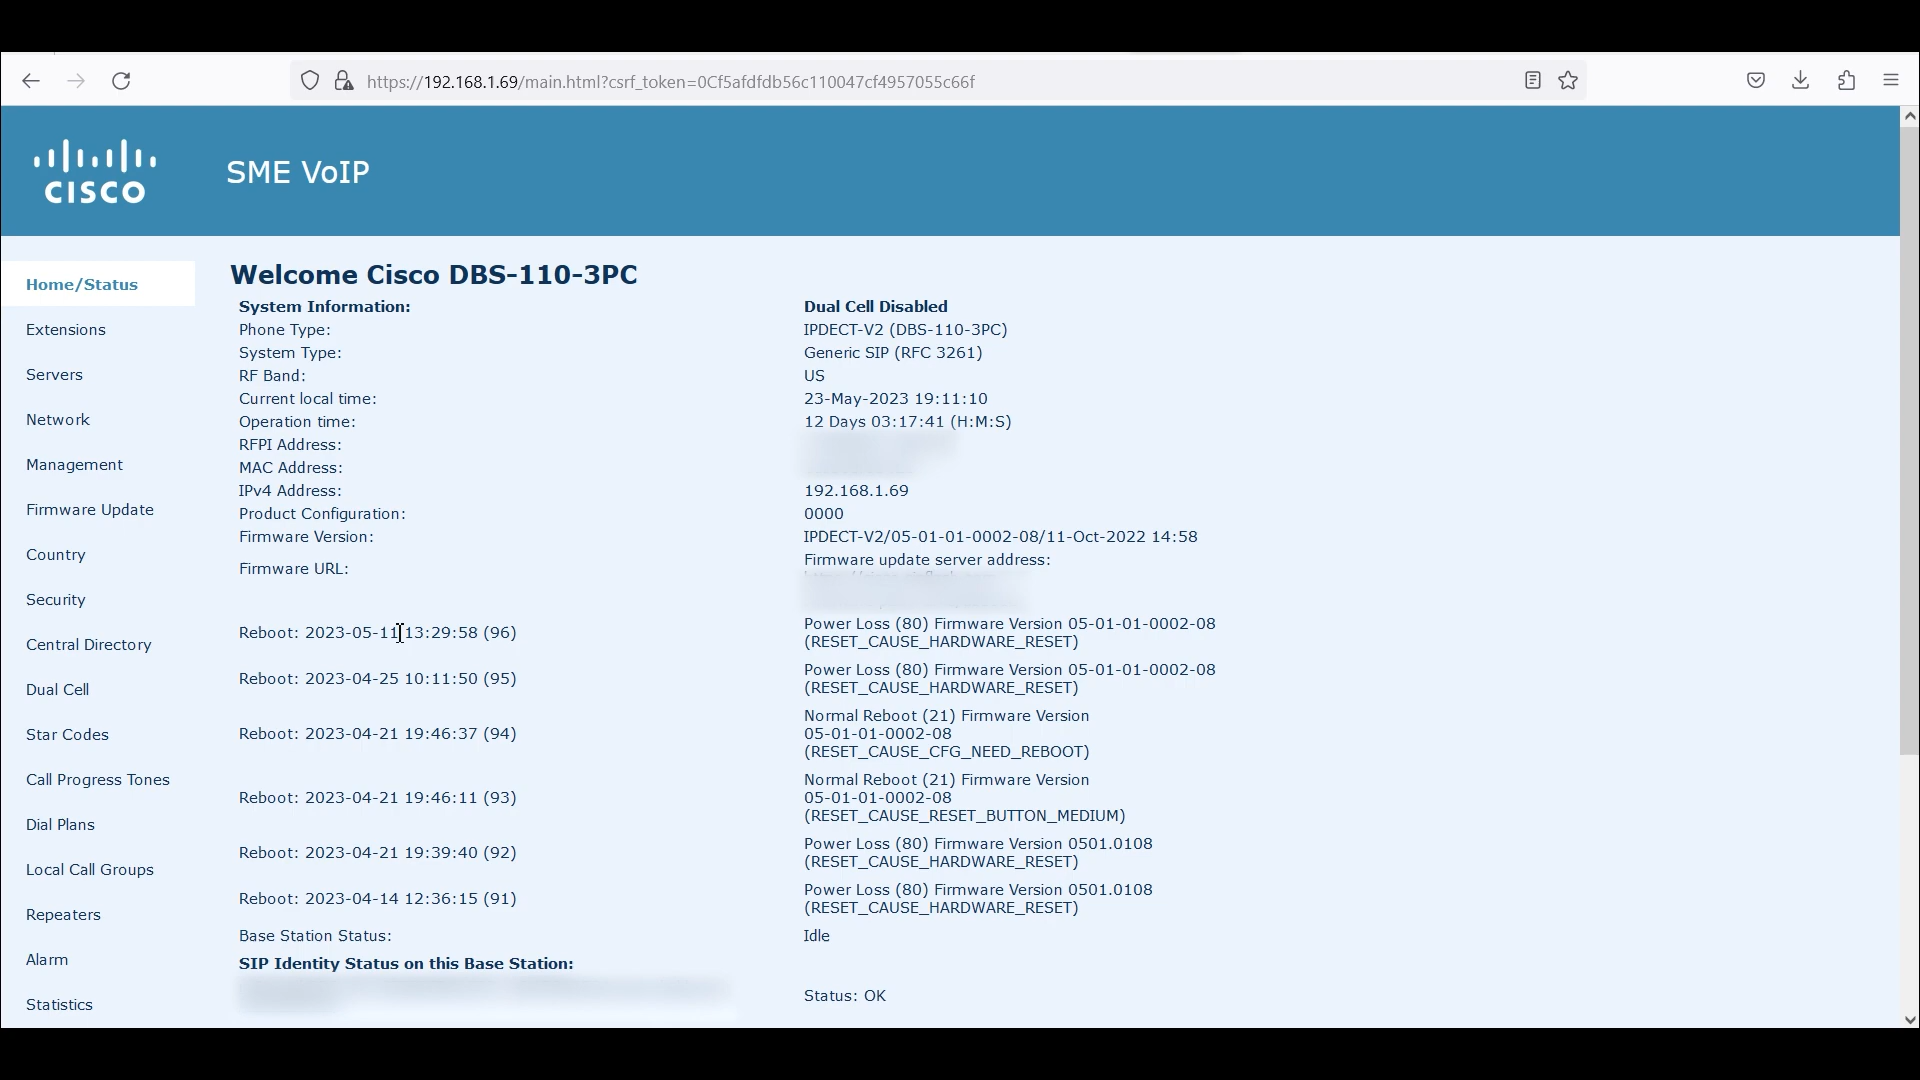 https://192.168.1.69/main.html?csrf_token=0Cf5afdfdb56c110047cf4957055c66f
CISCO
SME VoIP
Home/Status
Extensions
Servers
Network
Management
Firmware Update
Country
Security
Central Directory
Dual Cell
Star Codes
Call Progress Tones
Dial Plans
Local Call Groups
Repeaters
Alarm
Statistics
Welcome Cisco DBS-110-3PC
System Information: Dual Cell Disabled
Phone Type: IPDECT-V2 (DBS-110-3PC)
System Type: Generic SIP (RFC 3261)
RF Band: US
Current local time: 23-May-2023 19:11:10
Operation time: 12 Days 03:17:41 (H:M:S)
RFPI Address:
MAC Address:
IPv4 Address: 192.168.1.69
Product Configuration: 0000
Firmware Version: IPDECT-V2/05-01-01-0002-08/11-Oct-2022 14:58
Firmware URL: Firmware update server address:
Reboot: 2023-05-11 13:29:58 (96) Power Loss (80) Firmware Version 05-01-01-0002-08
(RESET_CAUSE_HARDWARE_RESET)
Reboot: 2023-04-25 10:11:50 (95) Power Loss (80) Firmware Version 05-01-01-0002-08
(RESET_CAUSE_HARDWARE_RESET)
Reboot: 2023-04-21 19:46:37 (94) Normal Reboot (21) Firmware Version
05-01-01-0002-08
(RESET_CAUSE_CFG_NEED_REBOOT)
Reboot: 2023-04-21 19:46:11 (93) Normal Reboot (21) Firmware Version
05-01-01-0002-08
(RESET_CAUSE_RESET_BUTTON_MEDIUM)
Reboot: 2023-04-21 19:39:40 (92) Power Loss (80) Firmware Version 0501.0108
(RESET_CAUSE_HARDWARE_RESET)
Reboot: 2023-04-14 12:36:15 (91) Power Loss (80) Firmware Version 0501.0108
(RESET_CAUSE_HARDWARE_RESET)
Base Station Status: Idle
SIP Identity Status on this Base Station:
Status: OK